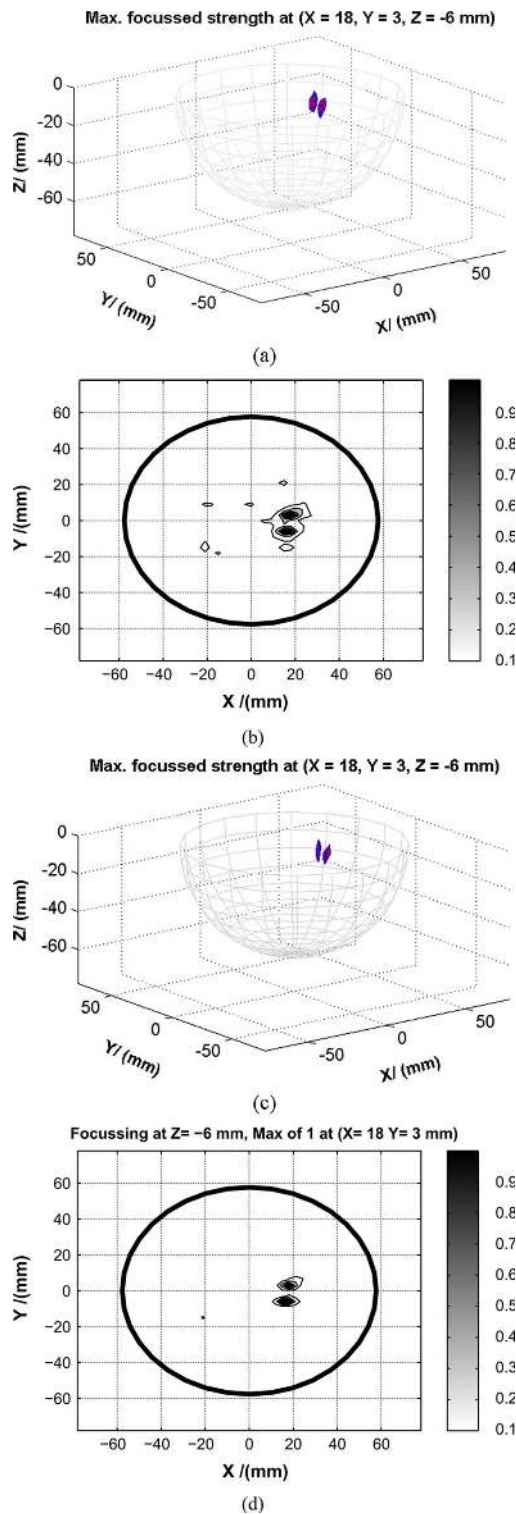 Max. focussed strength at (X = 18, Y = 3, Z = -6 mm)
0
-20
-40
-60
Z/ (mm)
50
0
-50
Y/ (mm)
-50
0
50
X/ (mm)
(a)
60
40
20
0
−20
−40
−60
Y /(mm)
−60 −40 −20 0 20 40 60
X /(mm)
0.9
0.8
0.7
0.6
0.5
0.4
0.3
0.2
0.1
(b)
Max. focussed strength at (X = 18, Y = 3, Z = -6 mm)
0
-20
-40
-60
Z/ (mm)
50
0
-50
Y/ (mm)
-50
0
50
X/ (mm)
(c)
Focussing at Z= −6 mm, Max of 1 at (X= 18 Y= 3 mm)
60
40
20
0
−20
−40
−60
Y /(mm)
−60 −40 −20 0 20 40 60
X /(mm)
0.9
0.8
0.7
0.6
0.5
0.4
0.3
0.2
0.1
(d)